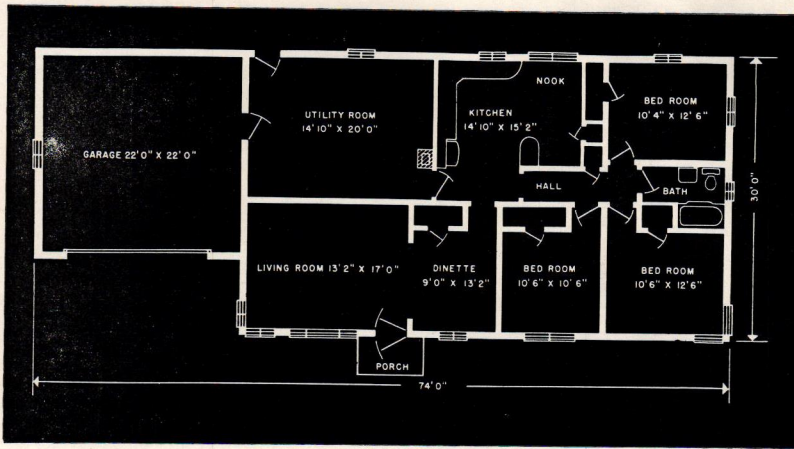 GARAGE 22'0" X 22'0"
UTILITY ROOM
14'10" X 20'0"
KITCHEN
14'10" X 15'2"
NOOK
BED ROOM
10'4" X 12'6"
HALL
BATH
30'0"
LIVING ROOM 13'2" X 17'0"
DINETTE
9'0" X 13'2"
BED ROOM
10'6" X 10'6"
BED ROOM
10'6" X 12'6"
PORCH
74'0"